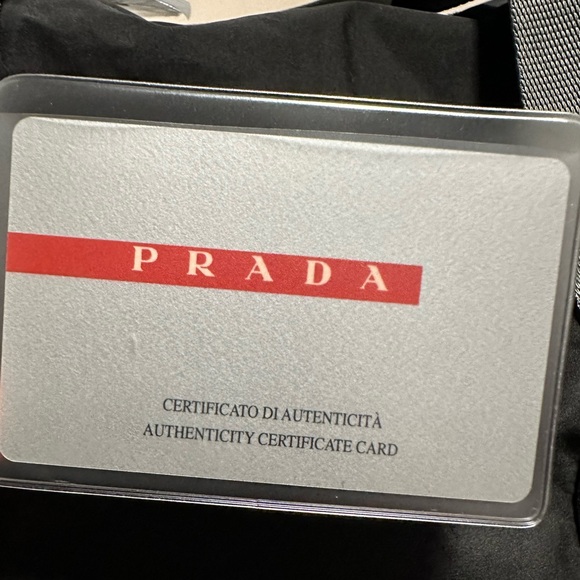 PRADA
CERTIFICATO DI AUTENTICITÀ
AUTHENTICITY CERTIFICATE CARD